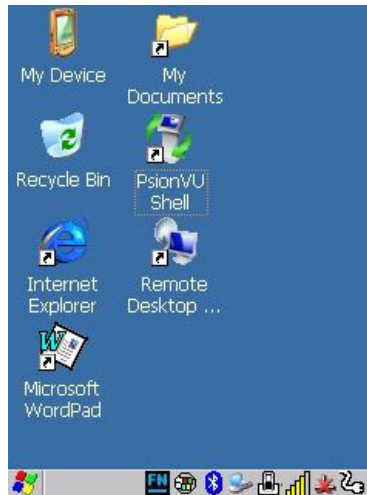 My Device
My
Documents
Recycle Bin
PsionVU
Shell
Internet
Explorer
Remote
Desktop ...
Microsoft
WordPad
FN